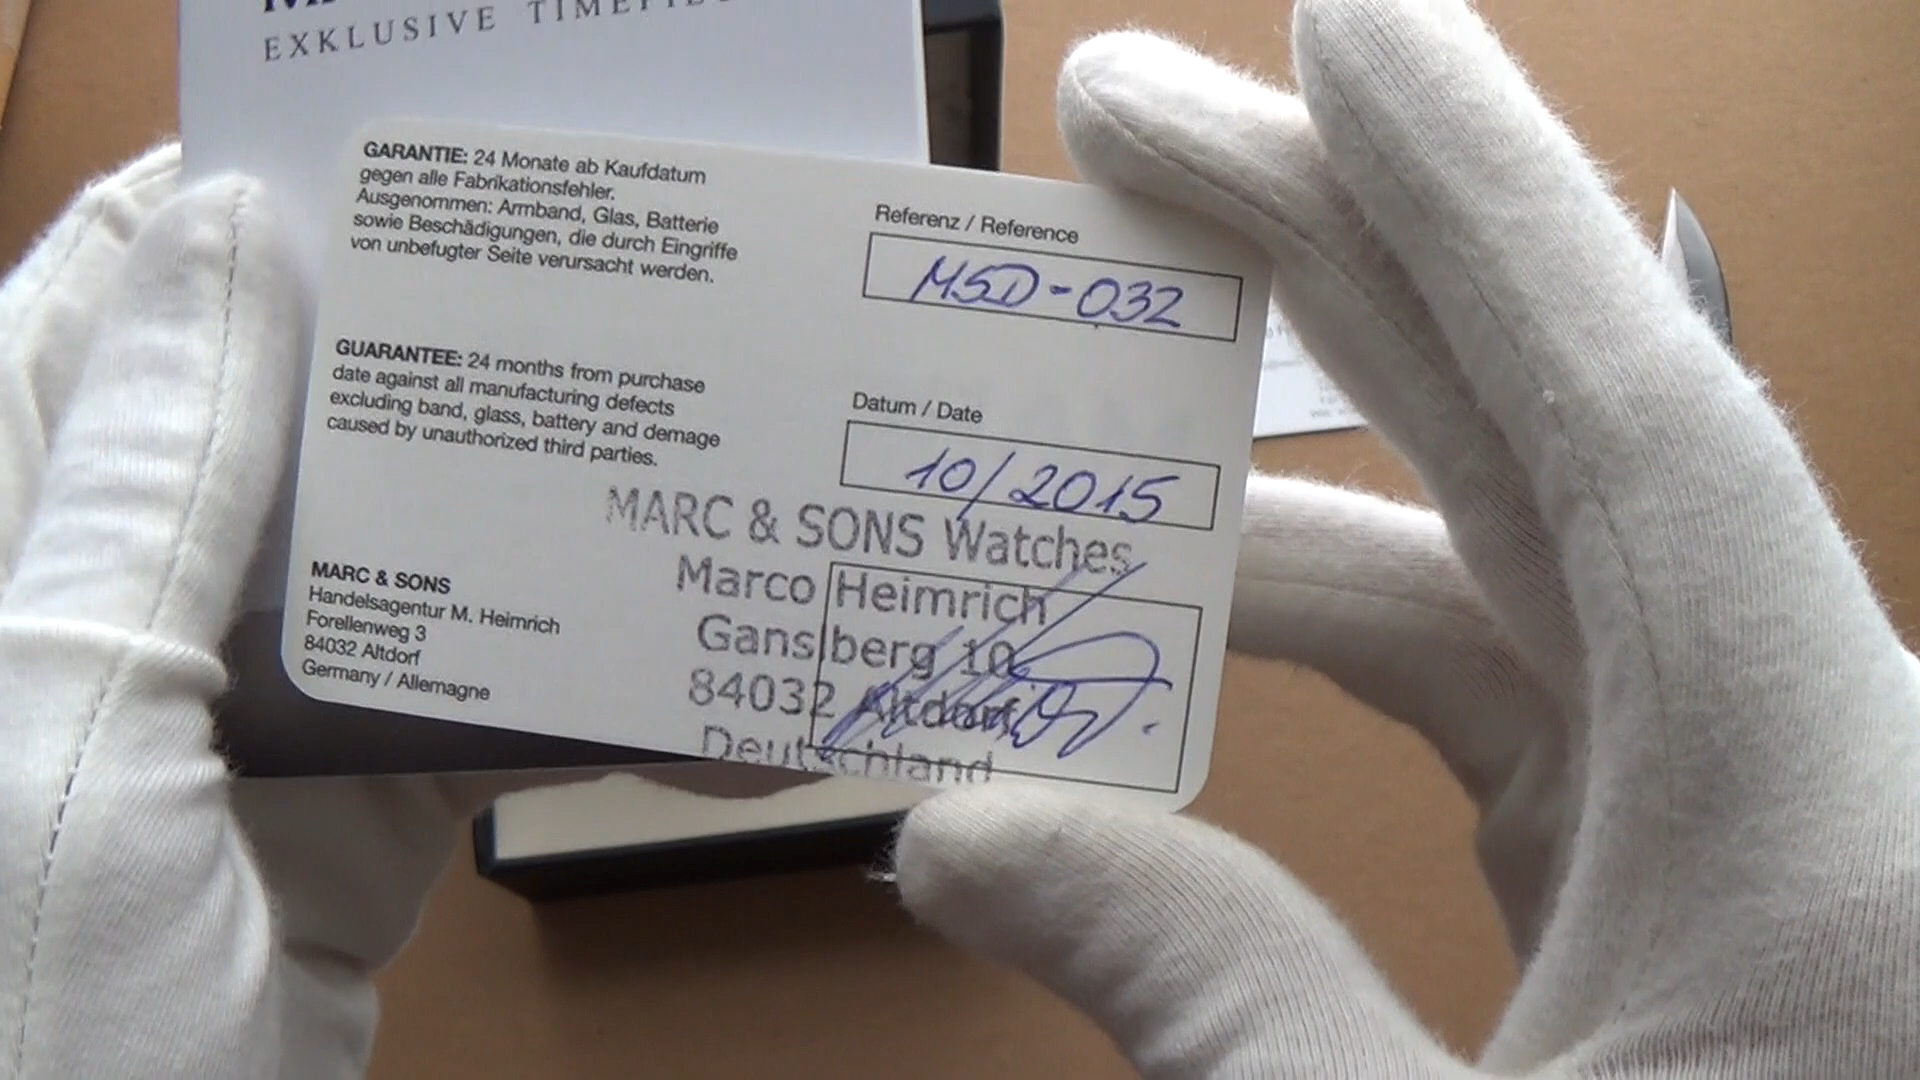 EXKLUSIVE
GARANTIE: 24 Monate ab Kaufdatum
gegen alle Fabrikationsfehler.
Ausgenommen: Armband, Glas, Batterie
sowie Beschädigungen, die durch Eingriffe
von unbefugter Seite verursacht werden.
Referenz / Reference
MSD-032
GUARANTEE: 24 months from purchase
date against all manufacturing defects
excluding band, glass, battery and demage
caused by unauthorized third parties.
Datum / Date
10/2015
MARC & SONS
Handelsagentur M. Heimrich
Forellenweg 3
84032 Altdorf
Germany / Allemagne
MARC & SONS Watches
Marco Heimrich
Ganslberg 10
84032 Altdorf
Deutschland